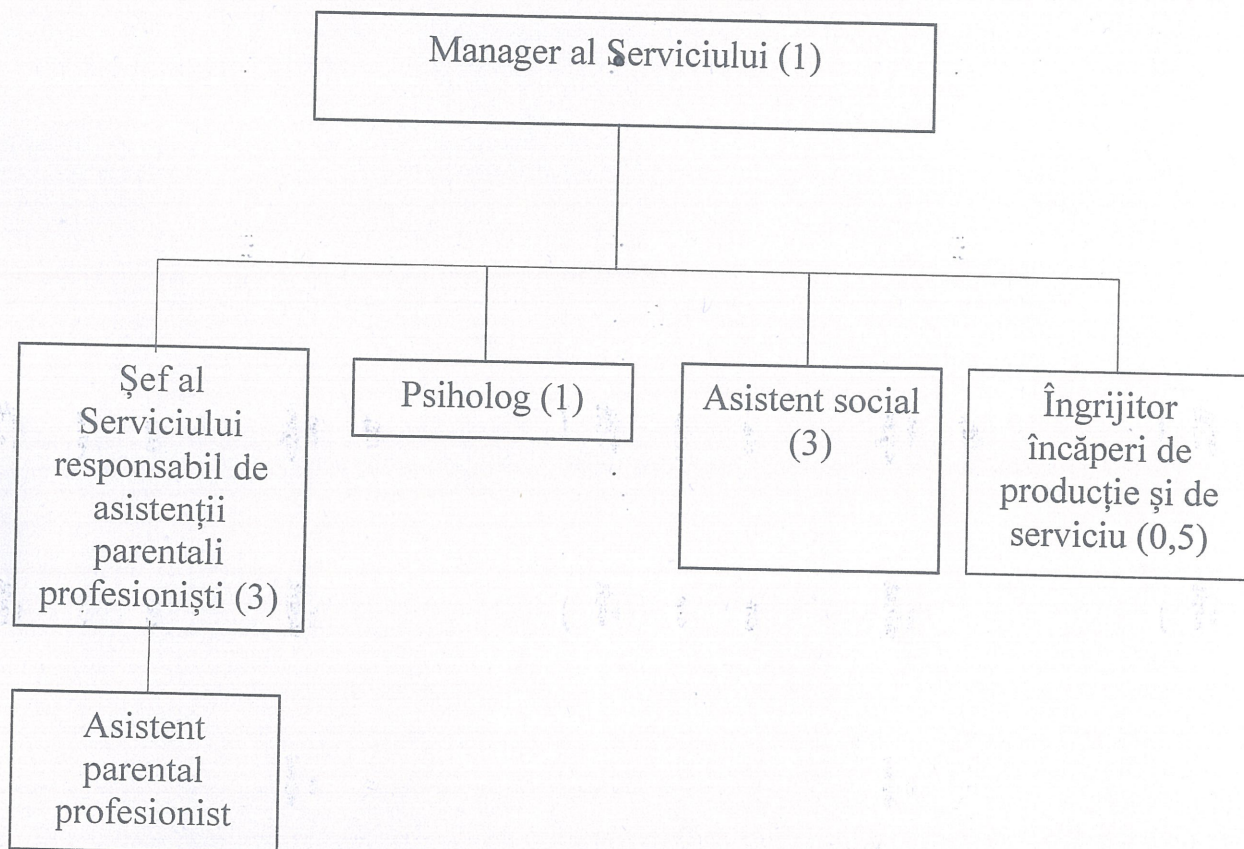 Manager al Serviciului (1)
Șef al
Serviciului
responsabil de
asistenții
parentali
profesioniști (3)
Psiholog (1)
Asistent social
(3)
Îngrijitor
încăperi de
producție și de
serviciu (0,5)
Asistent
parental
profesionist